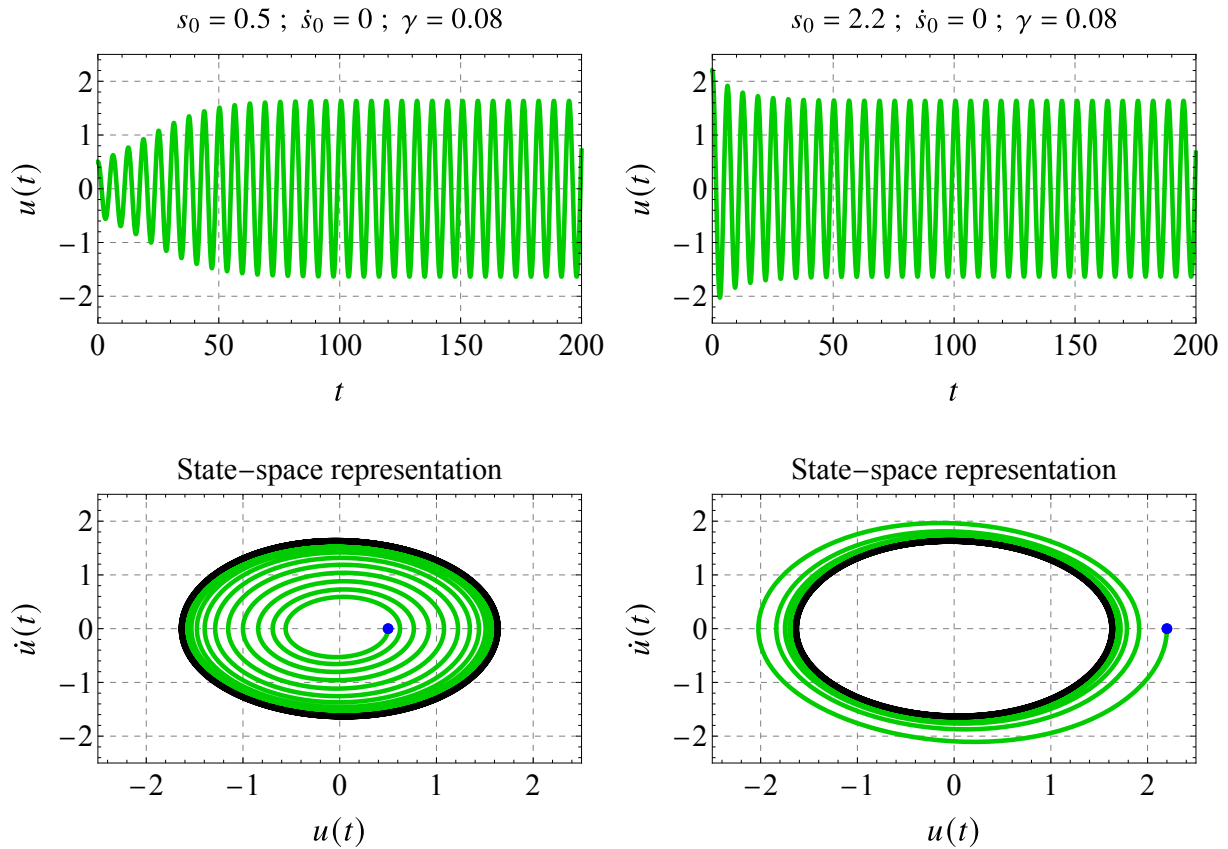 s₀ = 0.5 ; ṡ₀ = 0 ; γ = 0.08
2
1
0
−1
−2
u(t)
0 50 100 150 200
t
s₀ = 2.2 ; ṡ₀ = 0 ; γ = 0.08
2
1
0
−1
−2
u(t)
0 50 100 150 200
t
State−space representation
2
1
0
−1
−2
u̇(t)
−2 −1 0 1 2
u(t)
State−space representation
2
1
0
−1
−2
u̇(t)
−2 −1 0 1 2
u(t)